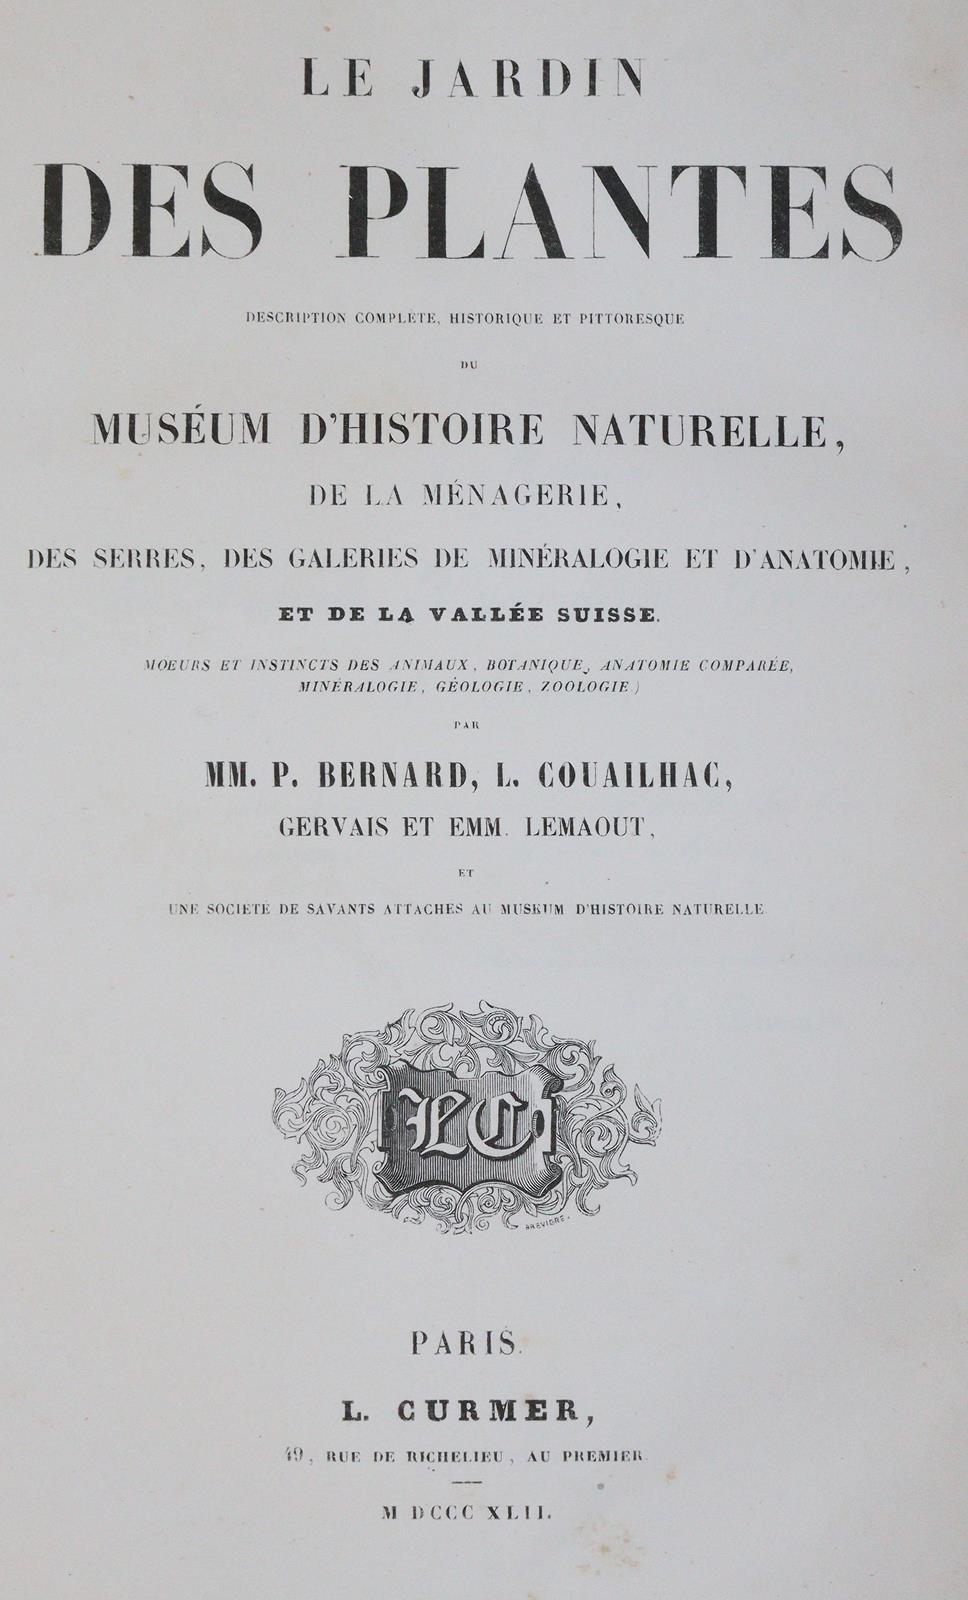 LE JARDIN
DES PLANTES
DESCRIPTION COMPLÈTE, HISTORIQUE ET PITTORESQUE
DU
MUSÉUM D'HISTOIRE NATURELLE,
DE LA MÉNAGERIE,
DES SERRES, DES GALERIES DE MINÉRALOGIE ET D'ANATOMIE,
ET DE LA VALLÉE SUISSE.
MOEURS ET INSTINCTS DES ANIMAUX, BOTANIQUE, ANATOMIE COMPARÉE,
MINÉRALOGIE, GÉOLOGIE, ZOOLOGIE)
PAR
MM. P. BERNARD, L. COUAILHAC,
GERVAIS ET EMM. LEMAOUT,
ET
UNE SOCIÉTÉ DE SAVANTS ATTACHÉS AU MUSEUM D'HISTOIRE NATURELLE
LC
BREVIERE.
PARIS.
L. CURMER,
49, RUE DE RICHELIEU, AU PREMIER
M DCCC XLII.